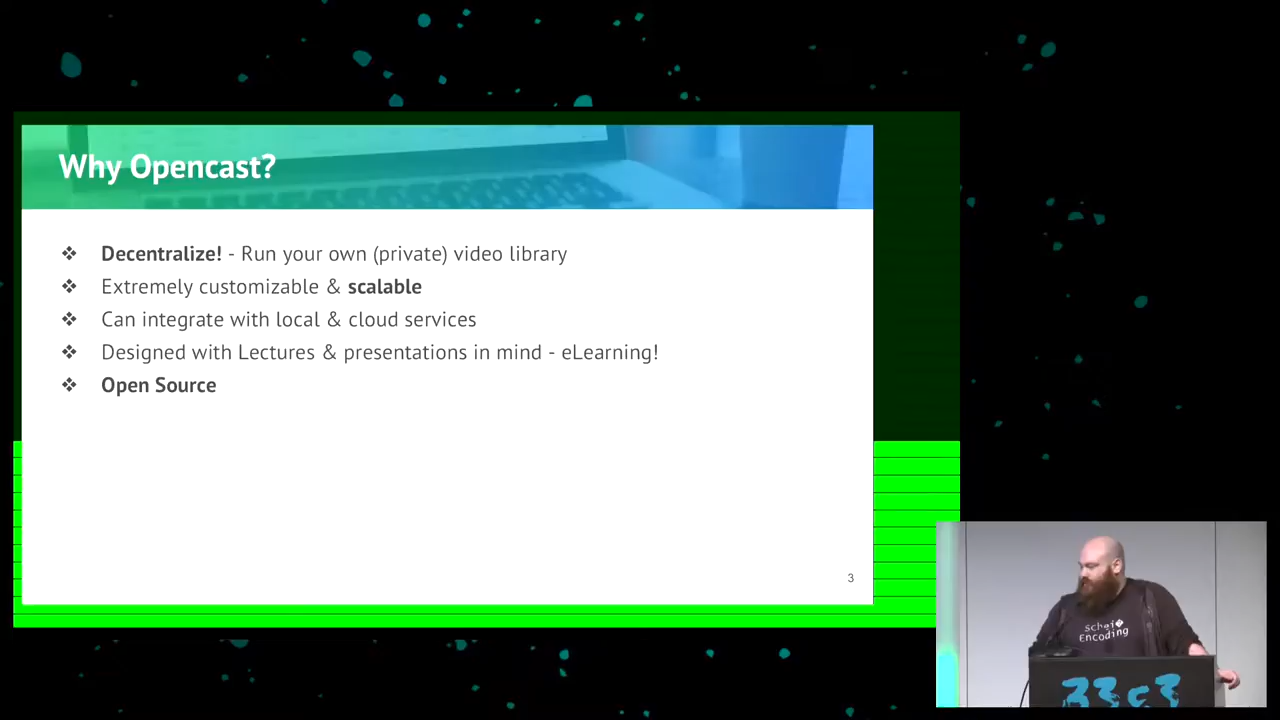 Why Opencast?
❖ Decentralize! - Run your own (private) video library
❖ Extremely customizable & scalable
❖ Can integrate with local & cloud services
❖ Designed with Lectures & presentations in mind - eLearning!
❖ Open Source
3
schei�
Encoding
33c3